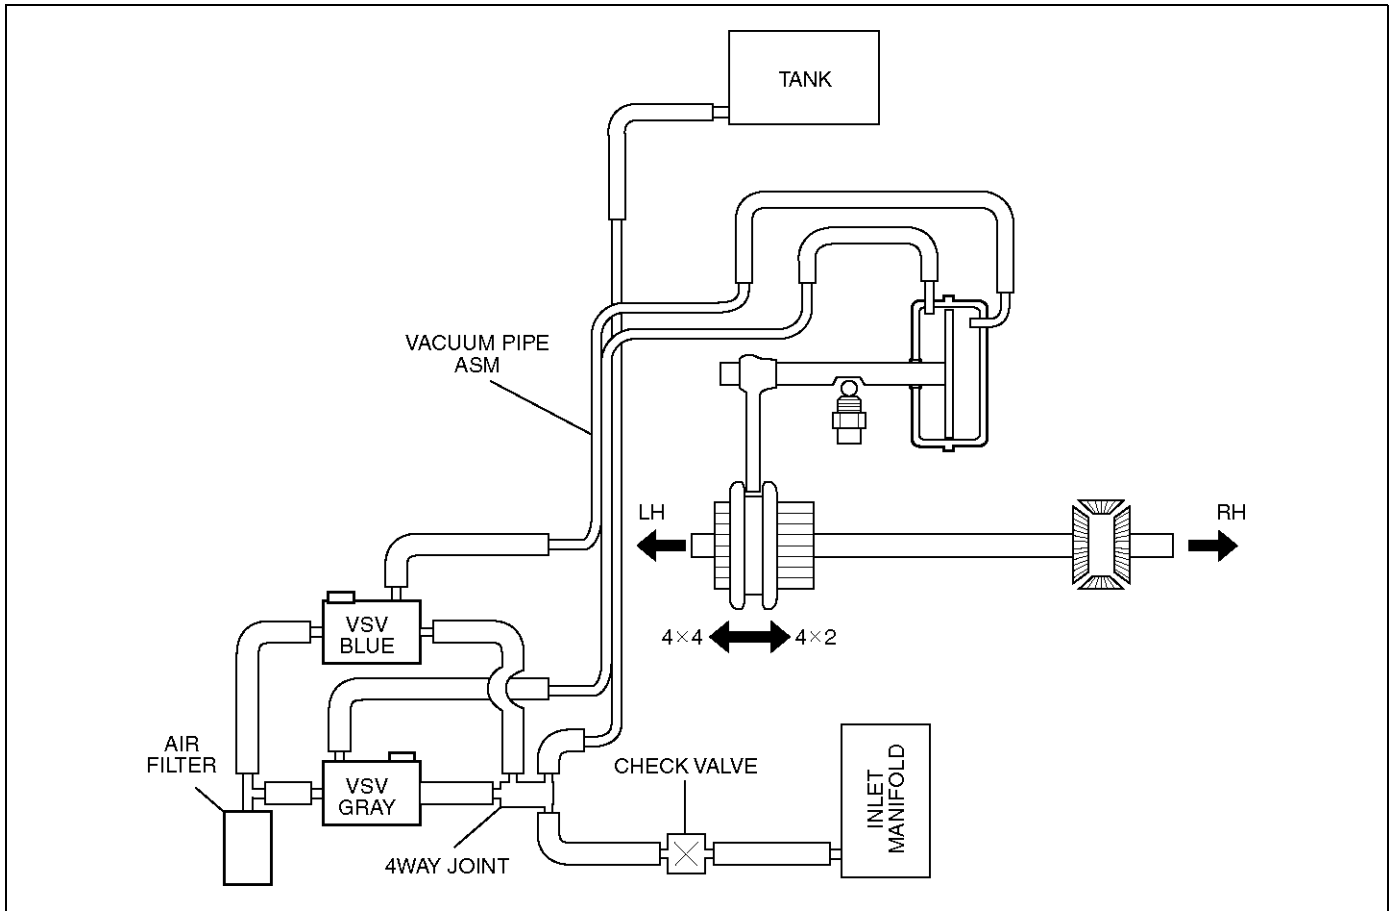 TANK
VACUUM PIPE
ASM
LH
RH
4×4
4×2
VSV
BLUE
AIR
FILTER
VSV
GRAY
CHECK VALVE
INLET
MANIFOLD
4WAY JOINT